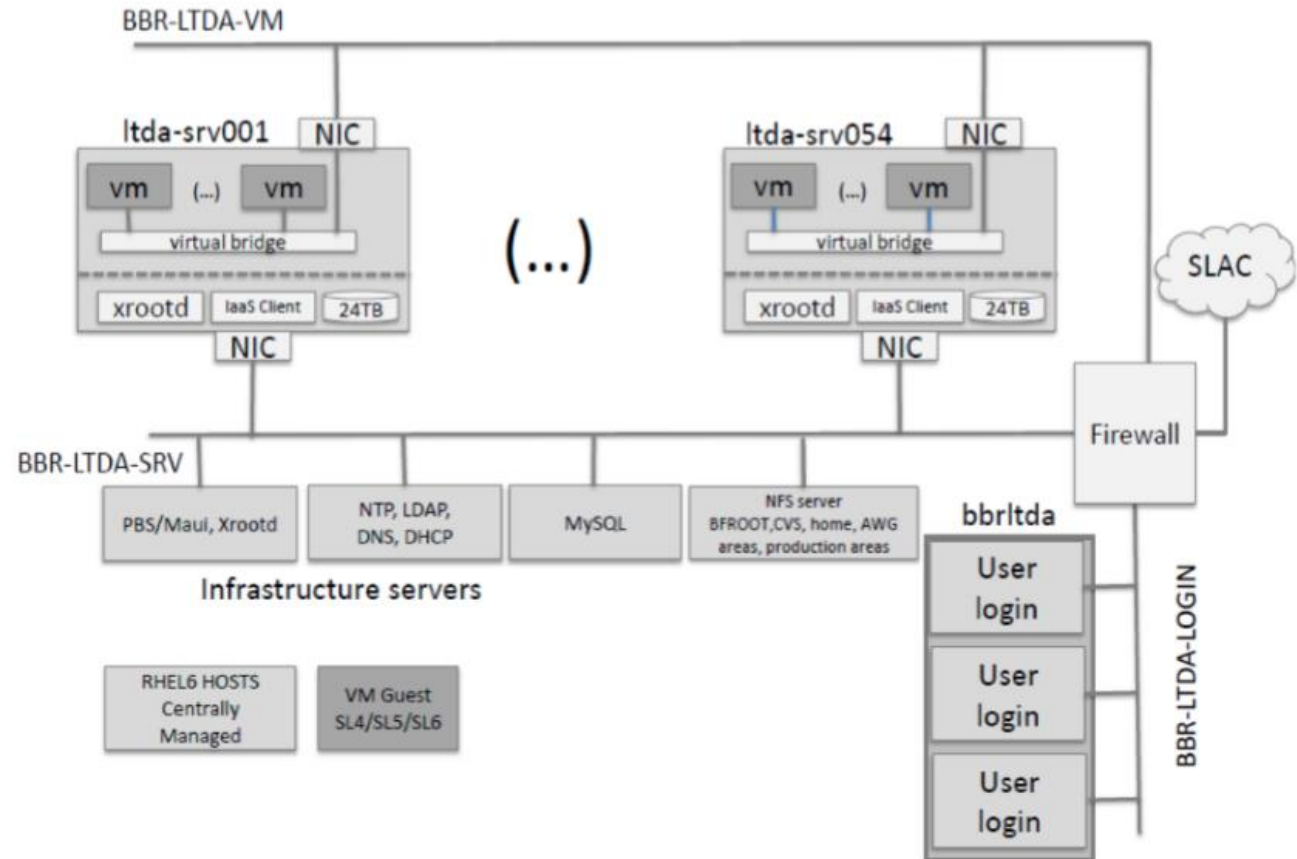 BBR-LTDA-VM
ltda-srv001
NIC
vm
(...)
vm
virtual bridge
xrootd
IaaS Client
24TB
NIC
(...)
ltda-srv054
NIC
vm
(...)
vm
virtual bridge
xrootd
IaaS Client
24TB
NIC
SLAC
Firewall
BBR-LTDA-SRV
PBS/Maui, Xrootd
NTP, LDAP,
DNS, DHCP
MySQL
NFS server
BFROOT,CVS, home, AWG
areas, production areas
Infrastructure servers
bbrltda
User
login
User
login
User
login
BBR-LTDA-LOGIN
RHEL6 HOSTS
Centrally
Managed
VM Guest
SL4/SL5/SL6